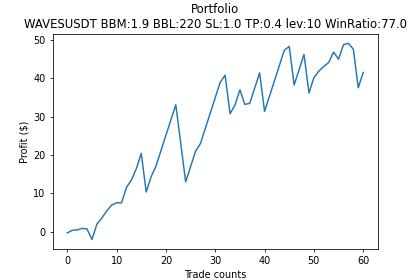 Portfolio
WAVESUSDT BBM:1.9 BBL:220 SL:1.0 TP:0.4 lev:10 WinRatio:77.0
50
40
30
20
10
0
Profit ($)
0 10 20 30 40 50 60
Trade counts